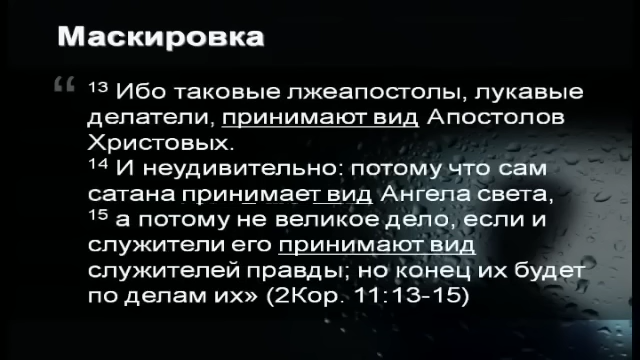 Маскировка
“ 13 Ибо таковые лжеапостолы, лукавые
делатели, принимают вид Апостолов
Христовых.
14 И неудивительно: потому что сам
сатана принимает вид Ангела света,
15 а потому не великое дело, если и
служители его принимают вид
служителей правды; но конец их будет
по делам их» (2Кор. 11:13-15)